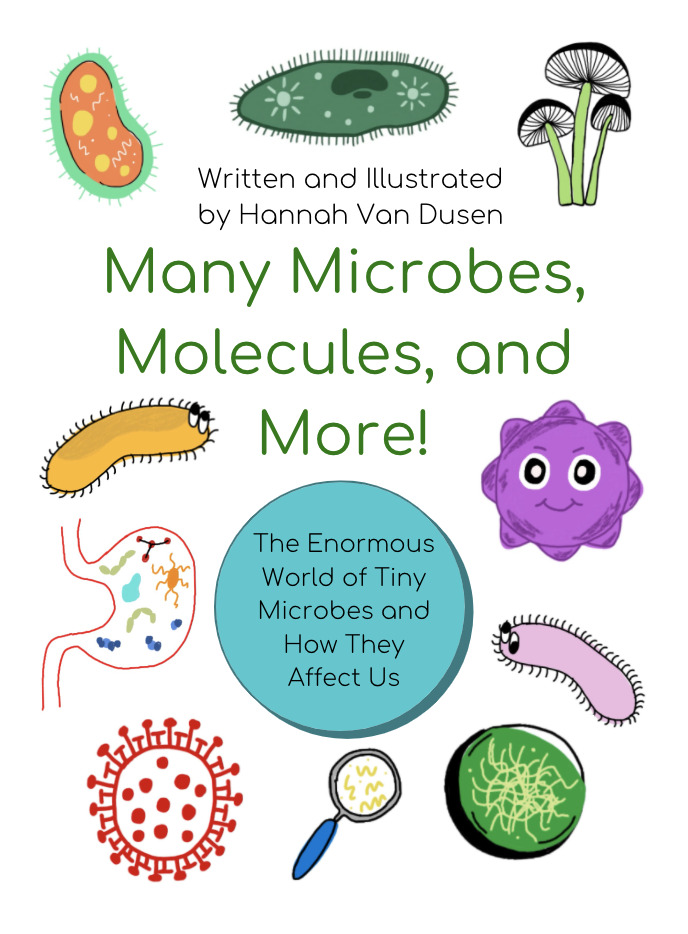 Written and Illustrated
by Hannah Van Dusen
Many Microbes,
Molecules, and
More!
The Enormous
World of Tiny
Microbes and
How They
Affect Us